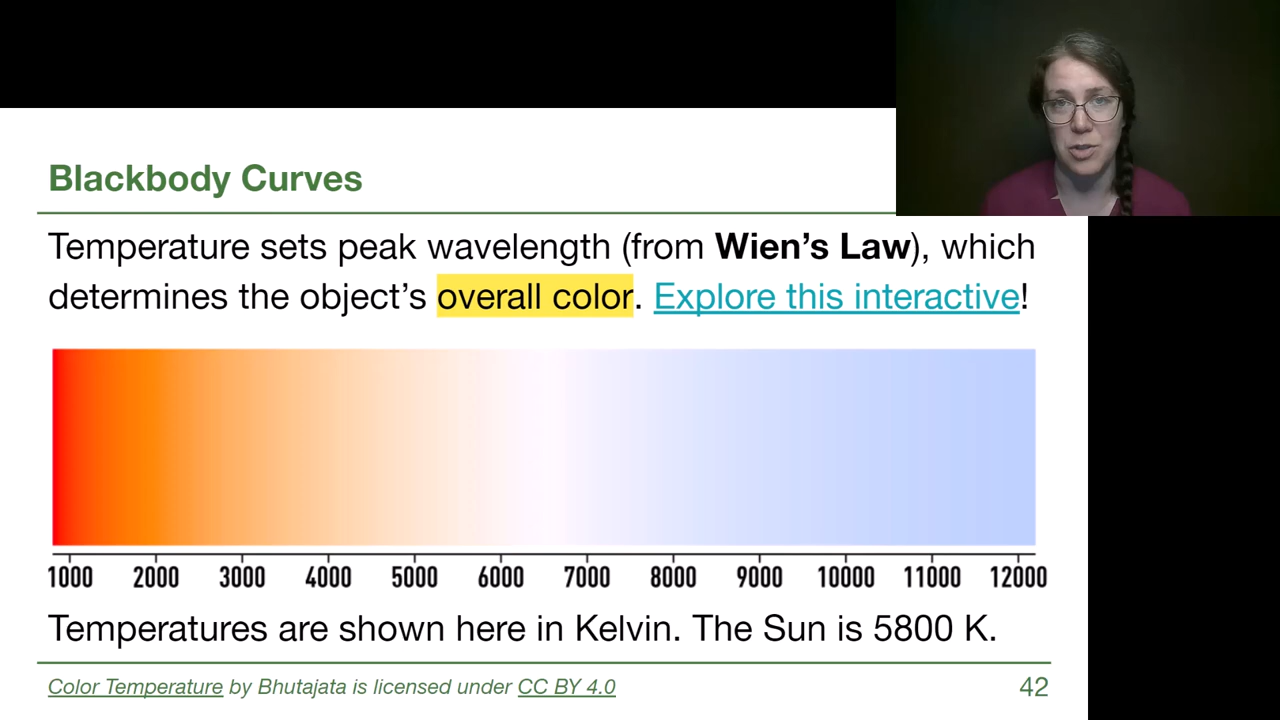 Blackbody Curves
Temperature sets peak wavelength (from Wien’s Law), which
determines the object’s overall color. Explore this interactive!
1000 2000 3000 4000 5000 6000 7000 8000 9000 10000 11000 12000
Temperatures are shown here in Kelvin. The Sun is 5800 K.
Color Temperature by Bhutajata is licensed under CC BY 4.0 42